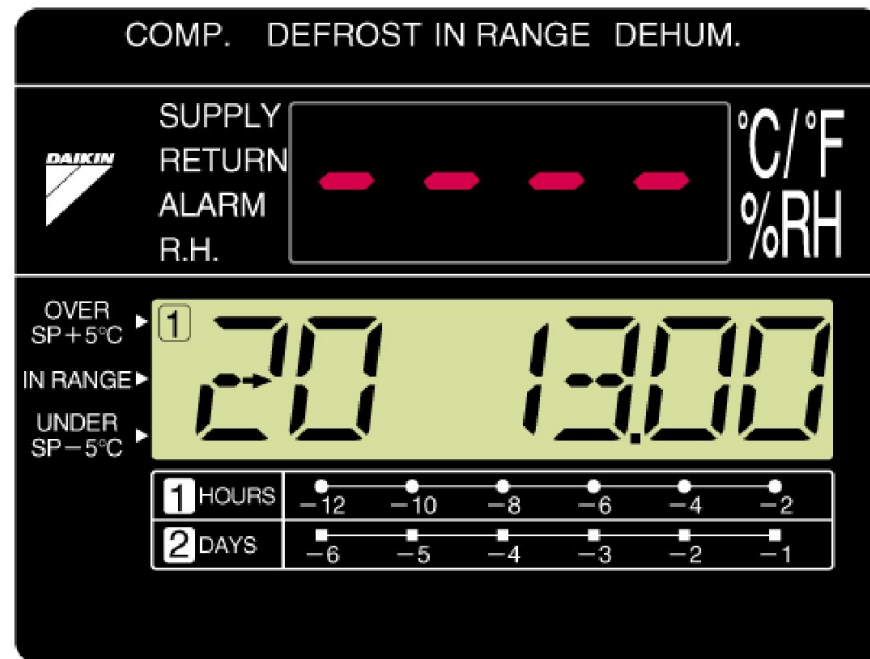 COMP. DEFROST IN RANGE DEHUM.
SUPPLY
RETURN
ALARM
R.H.
DAIKIN
- - - -
°C/°F
%RH
OVER
SP+5°C
IN RANGE
UNDER
SP-5°C
1
20 13.00
1 HOURS -12 -10 -8 -6 -4 -2
2 DAYS -6 -5 -4 -3 -2 -1